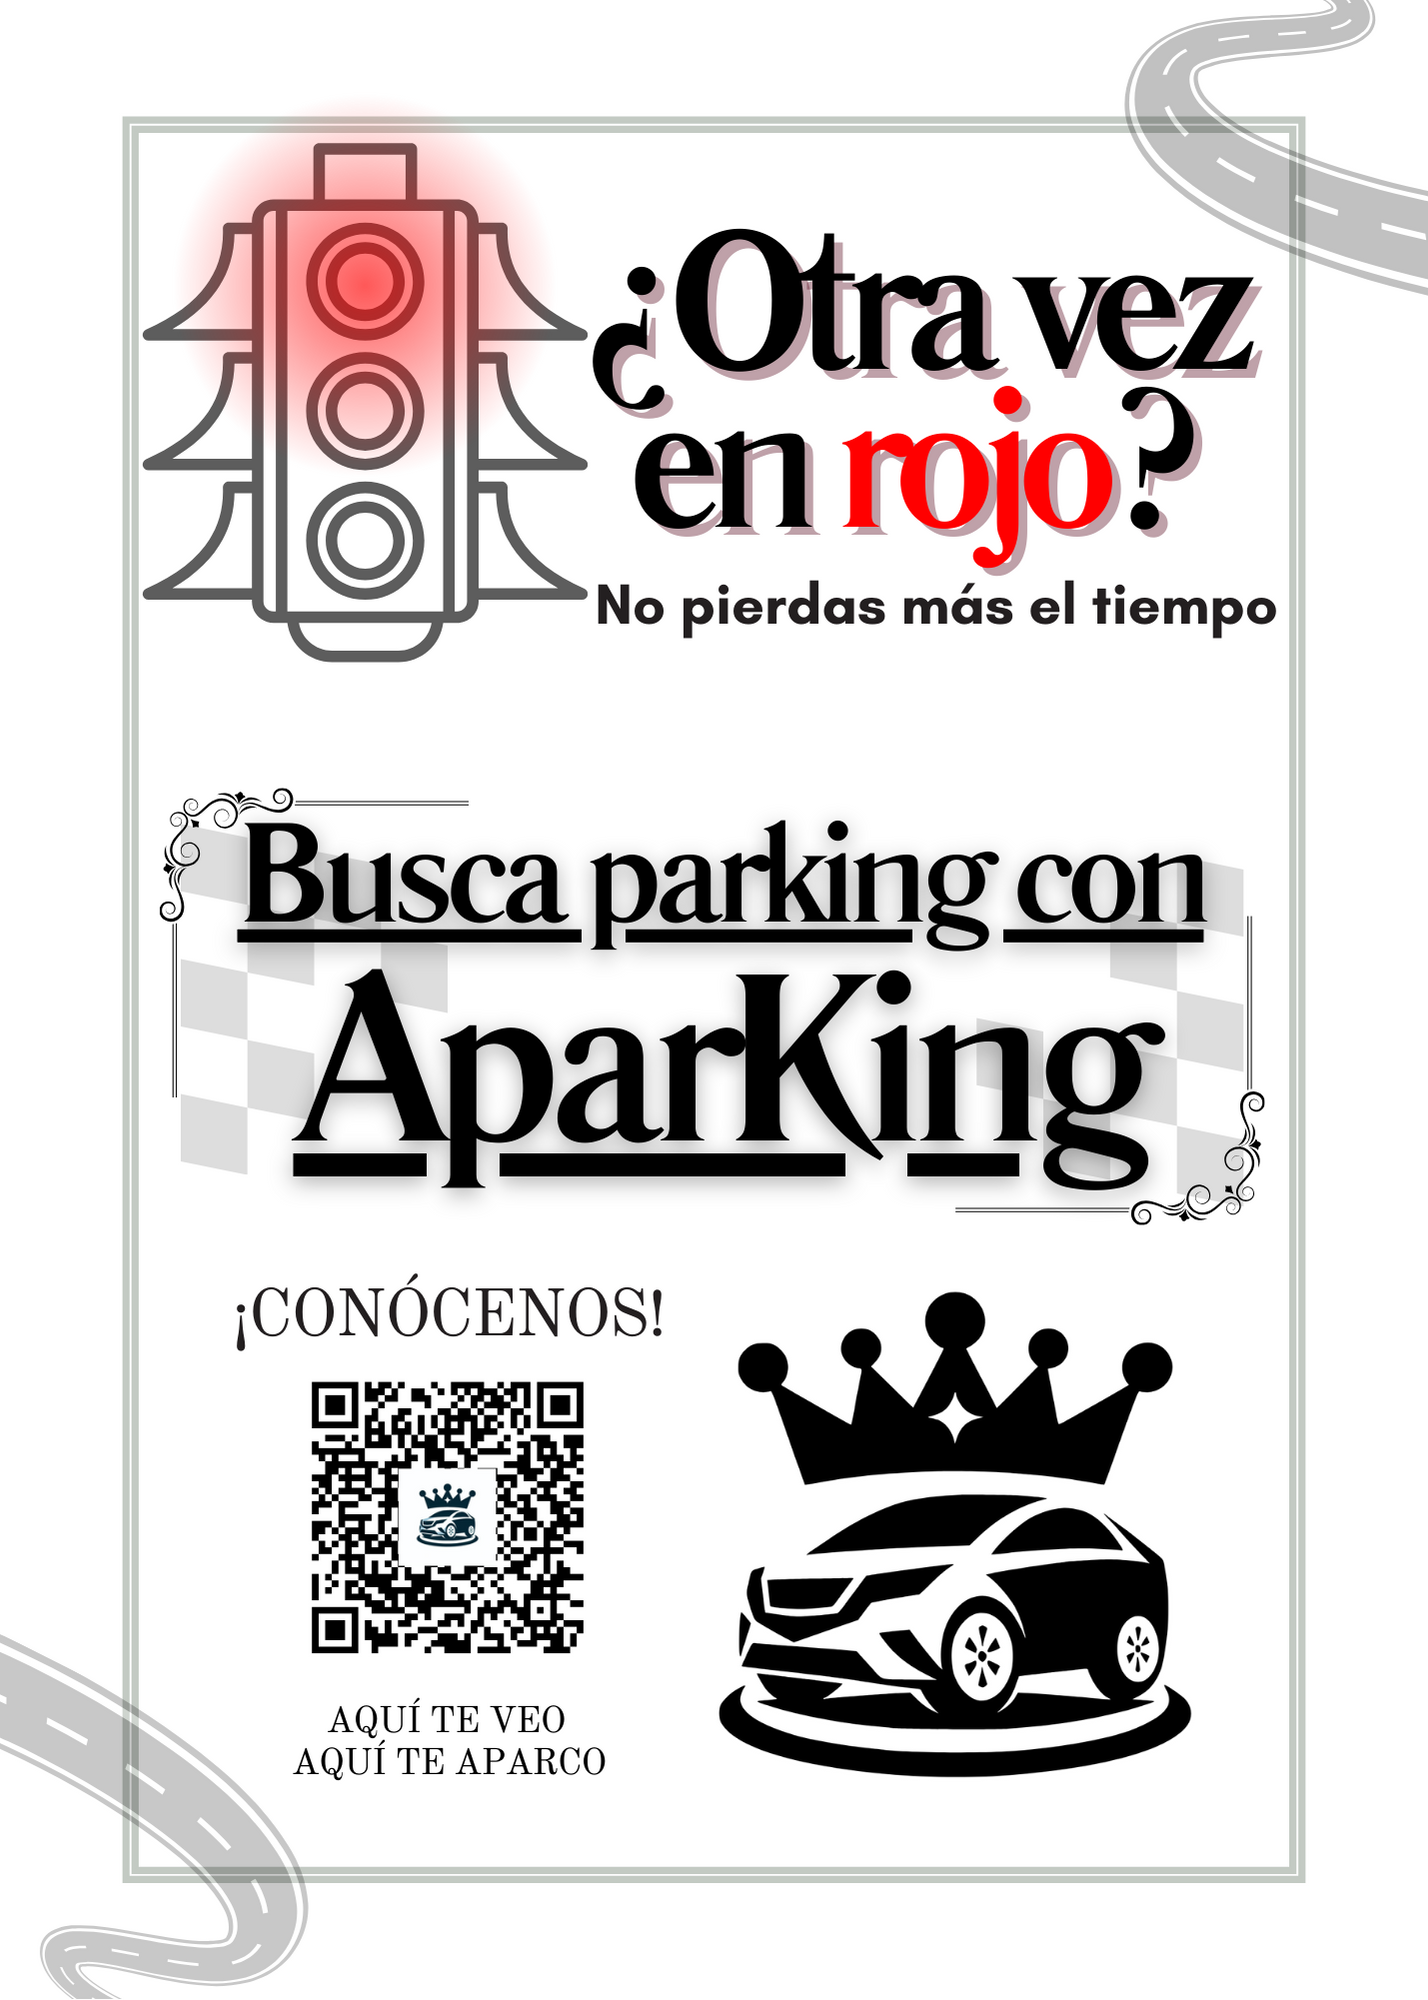 ¿Otra vez
en rojo?
No pierdas más el tiempo
Busca parking con
AparKing
¡CONÓCENOS!
AQUÍ TE VEO
AQUÍ TE APARCO